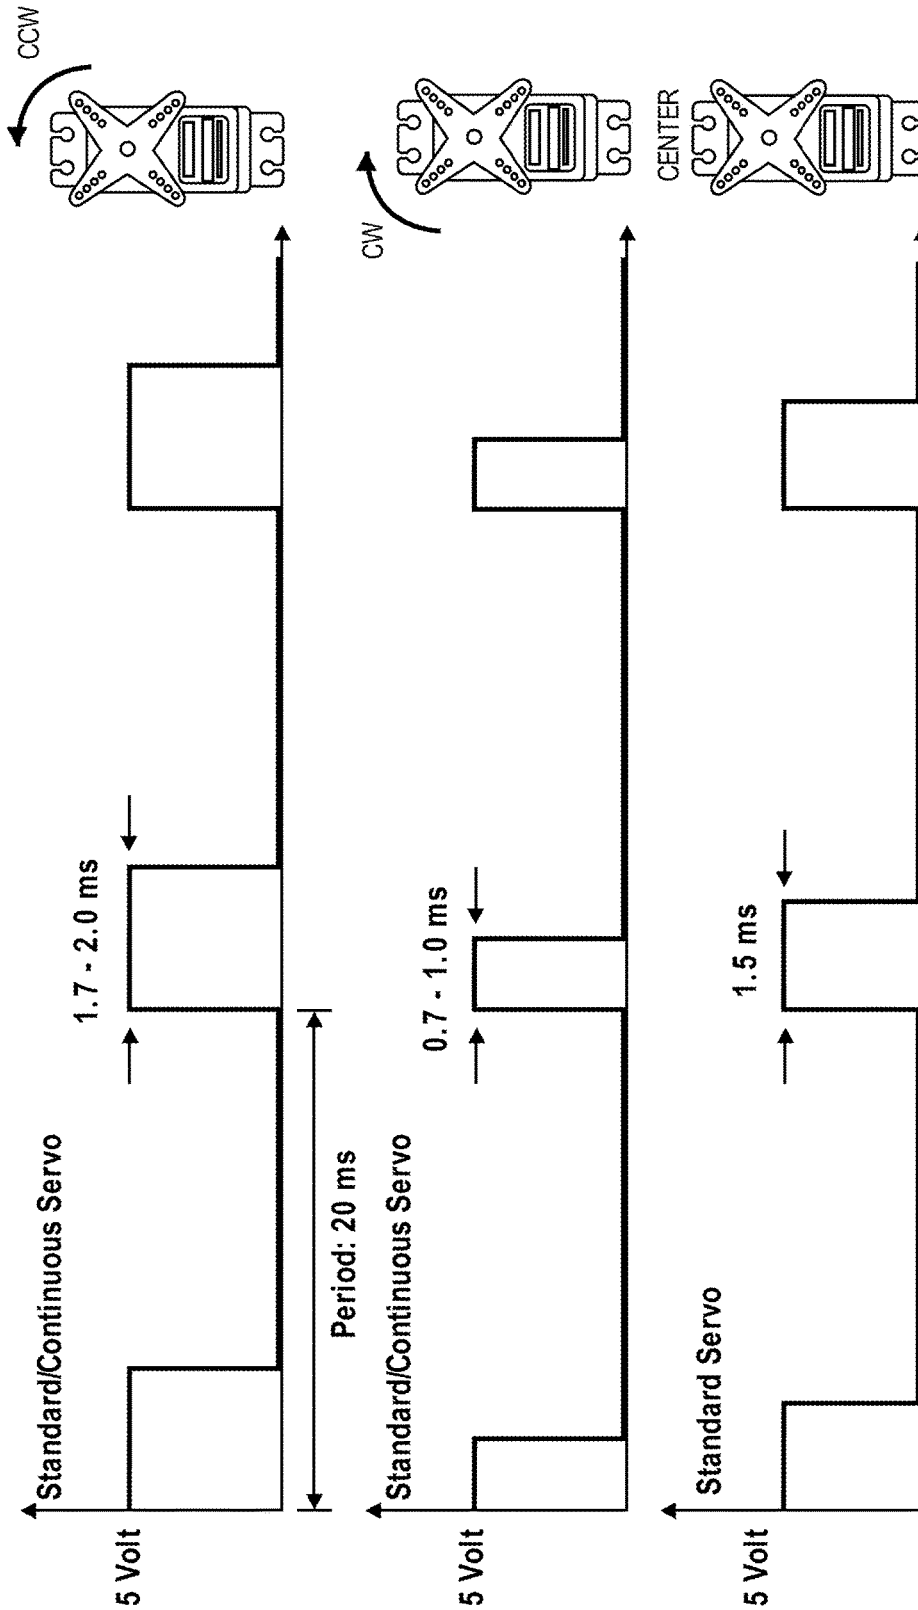 Standard/Continuous Servo
1.7 - 2.0 ms
CCW
5 Volt
Period: 20 ms
Standard/Continuous Servo
0.7 - 1.0 ms
CW
5 Volt
Standard Servo
1.5 ms
CENTER
5 Volt